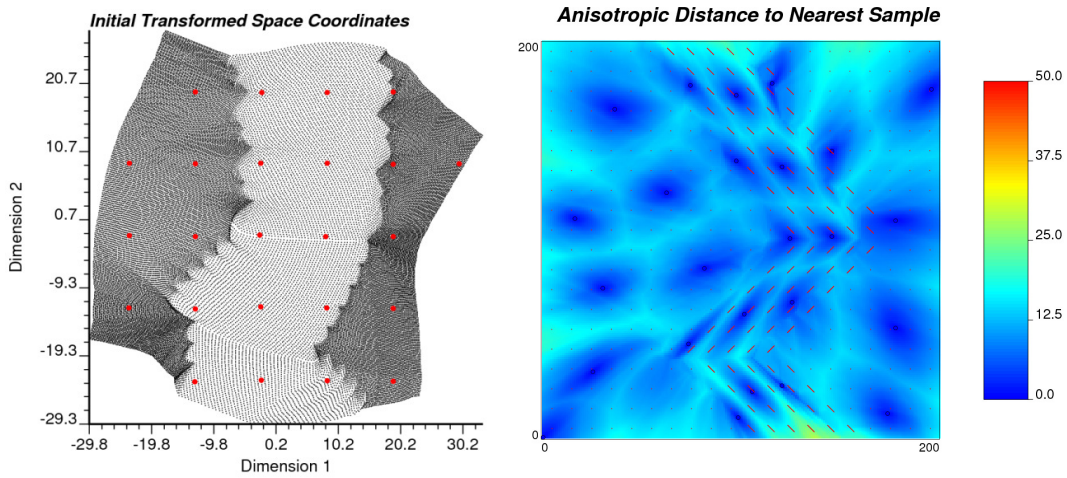 Initial Transformed Space Coordinates
20.7
10.7
0.7
-9.3
-19.3
-29.3
Dimension 2
-29.8 -19.8 -9.8 0.2 10.2 20.2 30.2
Dimension 1
Anisotropic Distance to Nearest Sample
200
0
0 200
50.0
37.5
25.0
12.5
0.0